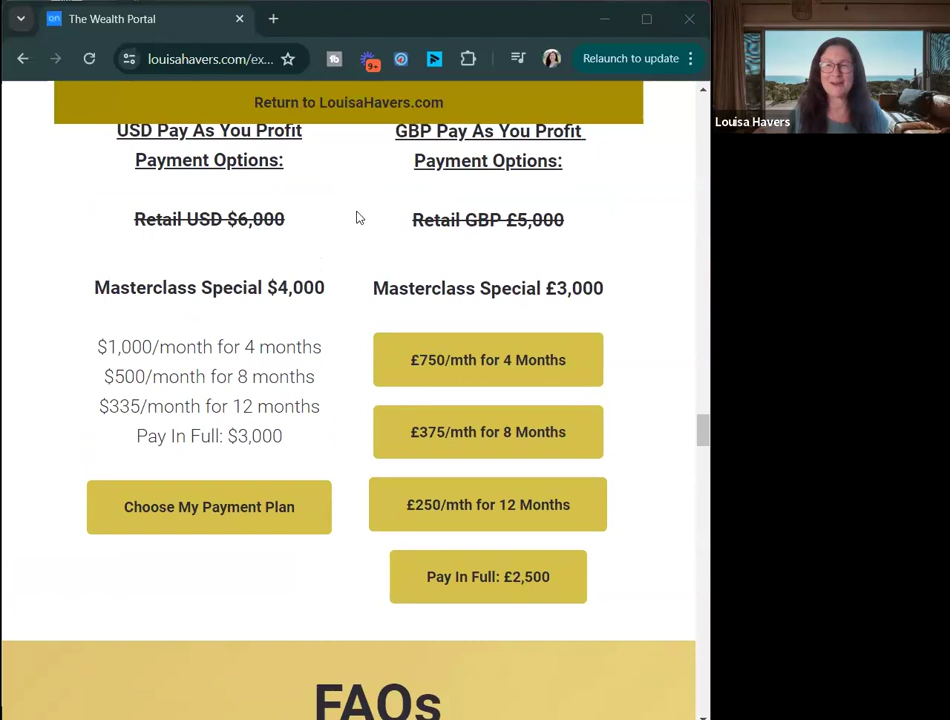 The Wealth Portal
on
louisahavers.com/ex...
9+
Relaunch to update
Louisa Havers
Return to LouisaHavers.com
USD Pay As You Profit
Payment Options:
Retail USD $6,000
Masterclass Special $4,000
$1,000/month for 4 months
$500/month for 8 months
$335/month for 12 months
Pay In Full: $3,000
Choose My Payment Plan
GBP Pay As You Profit
Payment Options:
Retail GBP £5,000
Masterclass Special £3,000
£750/mth for 4 Months
£375/mth for 8 Months
£250/mth for 12 Months
Pay In Full: £2,500
FAQs